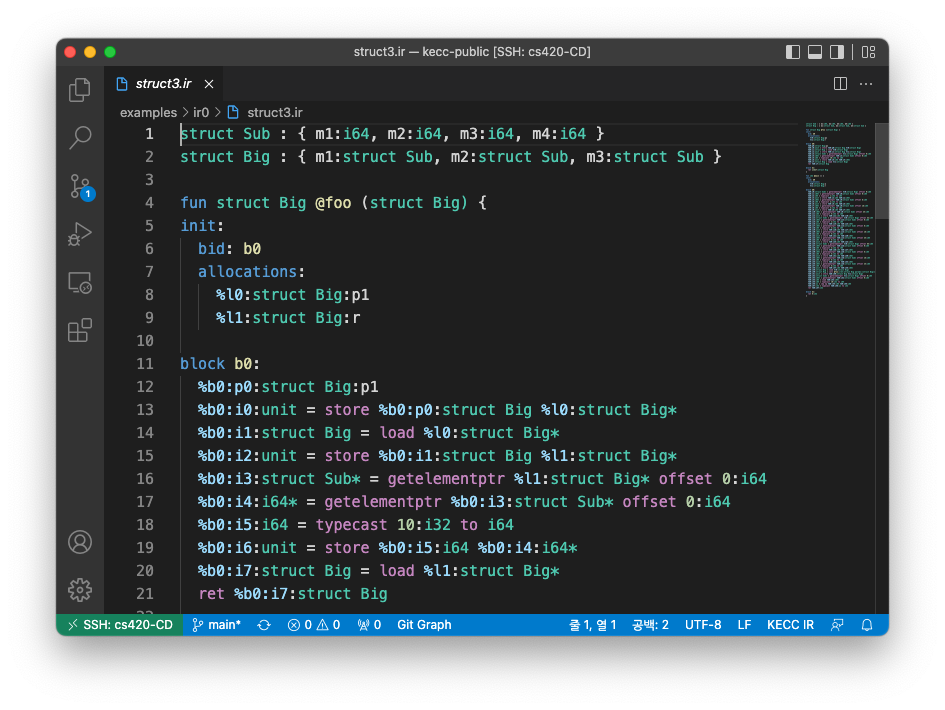 struct3.ir — kecc-public [SSH: cs420-CD]
struct3.ir
examples > ir0 > struct3.ir
1 struct Sub : { m1:i64, m2:i64, m3:i64, m4:i64 }
2 struct Big : { m1:struct Sub, m2:struct Sub, m3:struct Sub }
3
4 fun struct Big @foo (struct Big) {
5 init:
6   bid: b0
7   allocations:
8     %l0:struct Big:p1
9     %l1:struct Big:r
10
11 block b0:
12   %b0:p0:struct Big:p1
13   %b0:i0:unit = store %b0:p0:struct Big %l0:struct Big*
14   %b0:i1:struct Big = load %l0:struct Big*
15   %b0:i2:unit = store %b0:i1:struct Big %l1:struct Big*
16   %b0:i3:struct Sub* = getelementptr %l1:struct Big* offset 0:i64
17   %b0:i4:i64* = getelementptr %b0:i3:struct Sub* offset 0:i64
18   %b0:i5:i64 = typecast 10:i32 to i64
19   %b0:i6:unit = store %b0:i5:i64 %b0:i4:i64*
20   %b0:i7:struct Big = load %l1:struct Big*
21   ret %b0:i7:struct Big
1
SSH: cs420-CD main* 0 0 0 Git Graph 줄 1, 열 1 공백: 2 UTF-8 LF KECC IR